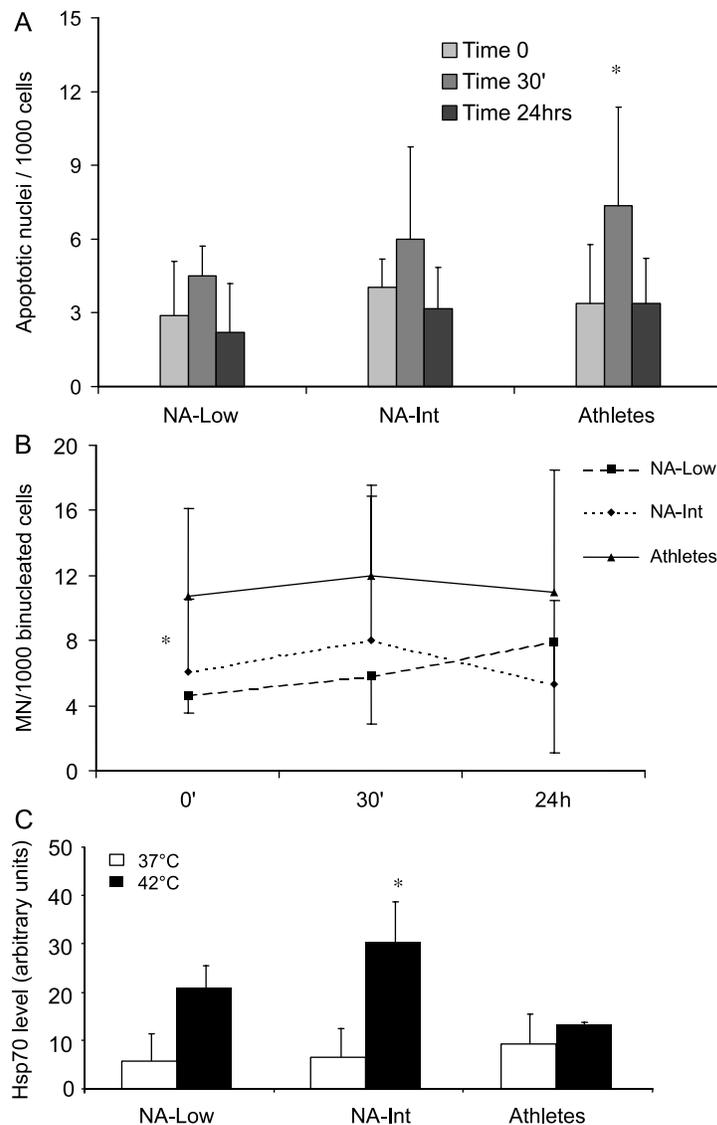 A
Apoptotic nuclei / 1000 cells
15
12
9
6
3
0
Time 0
Time 30'
Time 24hrs
*
NA-Low NA-Int Athletes
B
MN/1000 binucleated cells
20
16
12
8
4
0
*
NA-Low
NA-Int
Athletes
0' 30' 24h
C
Hsp70 level (arbitrary units)
50
40
30
20
10
0
37°C
42°C
*
NA-Low NA-Int Athletes